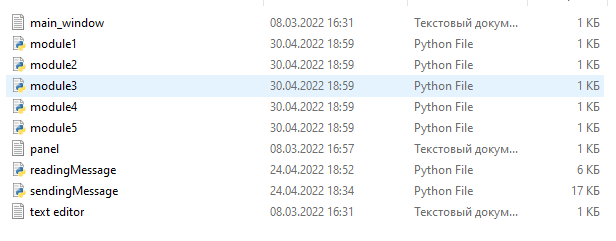 main_window 08.03.2022 16:31 Текстовый докум... 1 КБ
module1 30.04.2022 18:59 Python File 1 КБ
module2 30.04.2022 18:59 Python File 1 КБ
module3 30.04.2022 18:59 Python File 1 КБ
module4 30.04.2022 18:59 Python File 1 КБ
module5 30.04.2022 18:59 Python File 1 КБ
panel 08.03.2022 16:57 Текстовый докум... 1 КБ
readingMessage 24.04.2022 18:52 Python File 6 КБ
sendingMessage 24.04.2022 18:34 Python File 17 КБ
text editor 08.03.2022 16:31 Текстовый докум... 1 КБ